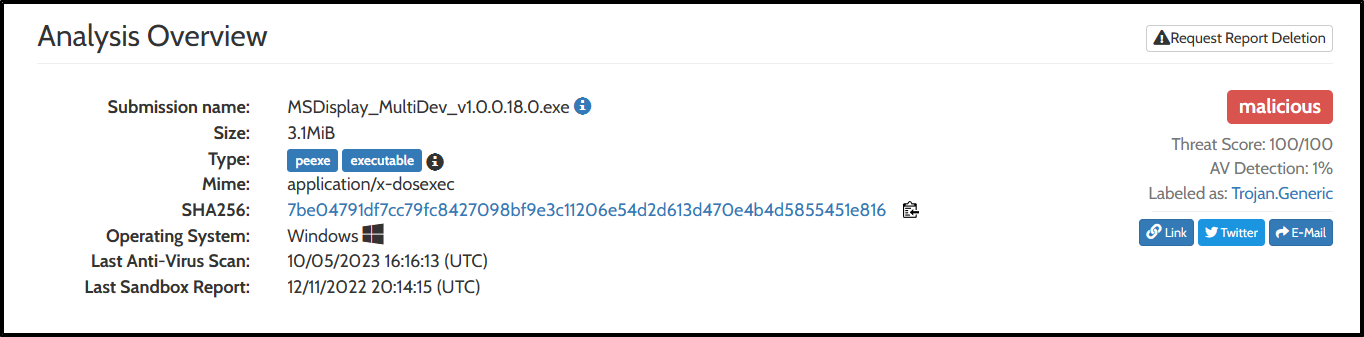 Analysis Overview
Request Report Deletion
Submission name: MSDisplay_MultiDev_v1.0.0.18.0.exe
malicious
Size: 3.1MiB
Threat Score: 100/100
Type: peexe executable
AV Detection: 1%
Mime: application/x-dosexec
Labeled as: Trojan.Generic
SHA256: 7be04791df7cc79fc8427098bf9e3c11206e54d2d613d470e4b4d5855451e816
Link Twitter E-Mail
Operating System: Windows
Last Anti-Virus Scan: 10/05/2023 16:16:13 (UTC)
Last Sandbox Report: 12/11/2022 20:14:15 (UTC)